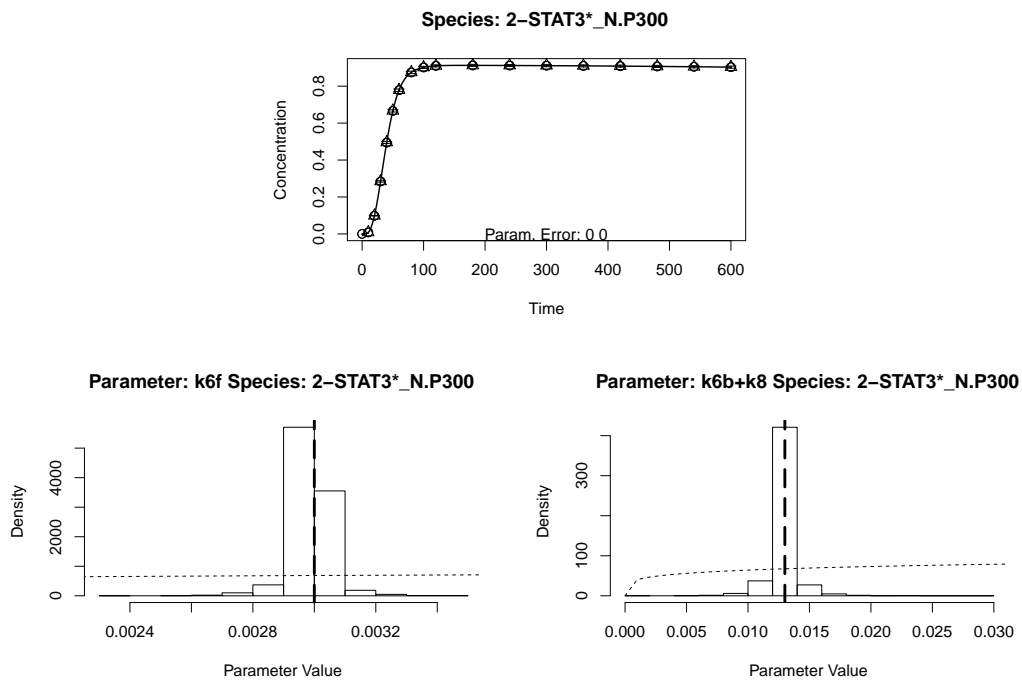 Species: 2−STAT3*_N.P300
Concentration
0.0 0.2 0.4 0.6 0.8
Param. Error: 0 0
0 100 200 300 400 500 600
Time
Parameter: k6f Species: 2−STAT3*_N.P300
Density
0 2000 4000
0.0024 0.0028 0.0032
Parameter Value
Parameter: k6b+k8 Species: 2−STAT3*_N.P300
Density
0 100 300
0.000 0.005 0.010 0.015 0.020 0.025 0.030
Parameter Value